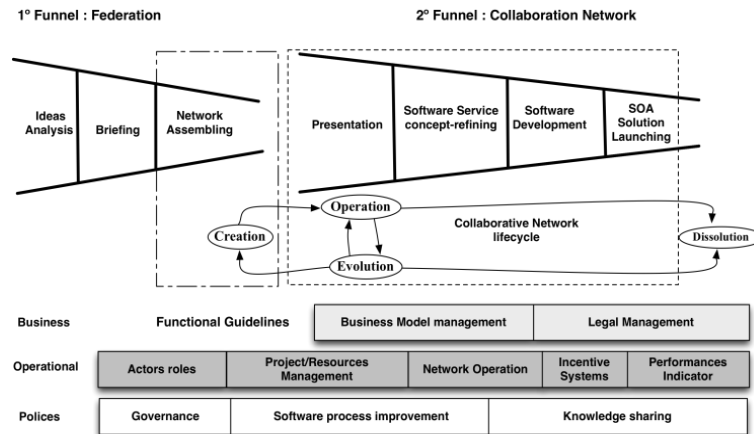 1º Funnel : Federation
2º Funnel : Collaboration Network
Ideas
Analysis
Briefing
Network
Assembling
Presentation
Software Service
concept-refining
Software
Development
SOA
Solution
Launching
Operation
Creation
Evolution
Collaborative Network
lifecycle
Dissolution
Business
Functional Guidelines
Business Model management
Legal Management
Operational
Actors roles
Project/Resources
Management
Network Operation
Incentive
Systems
Performances
Indicator
Polices
Governance
Software process improvement
Knowledge sharing